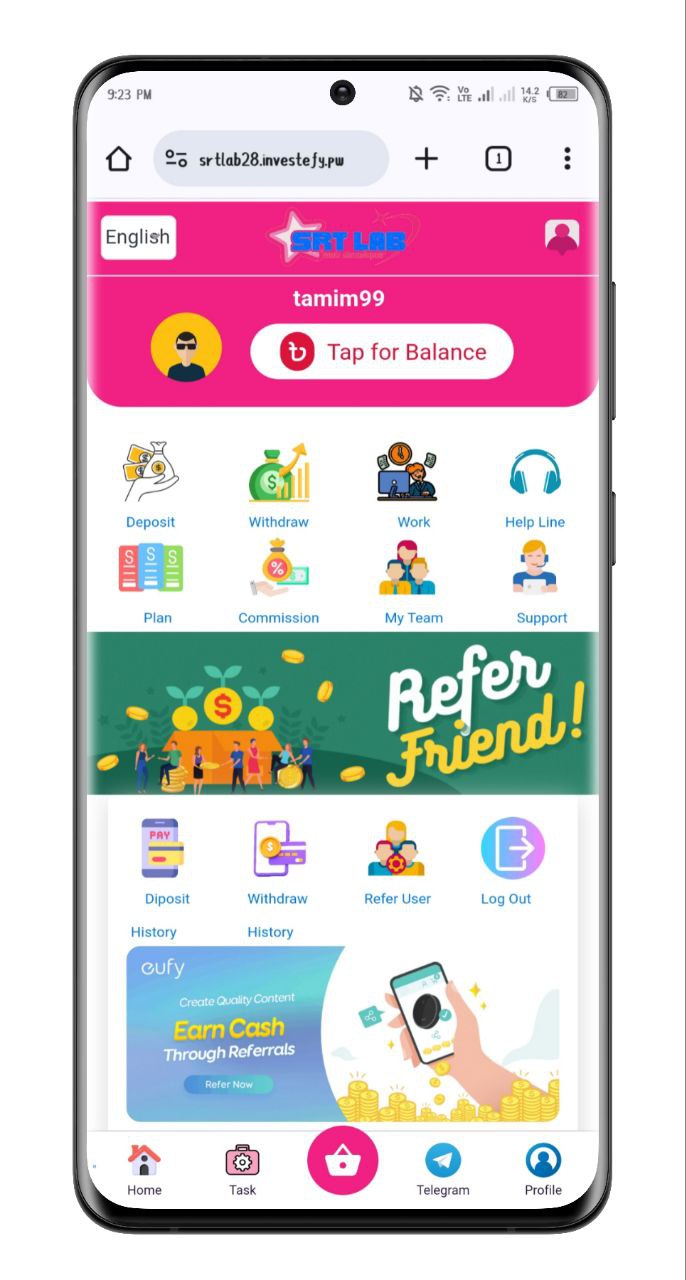 9:23 PM
Vo
LTE
14.2
K/S
82
srtlab28.investefy.pw
1
English
SRT LAB
tamim99
৳ Tap for Balance
Deposit Withdraw Work Help Line
Plan Commission My Team Support
Refer
Friend!
PAY
Diposit Withdraw Refer User Log Out
History History
eufy
Create Quality Content
Earn Cash
Through Referrals
Refer Now
Home Task Telegram Profile